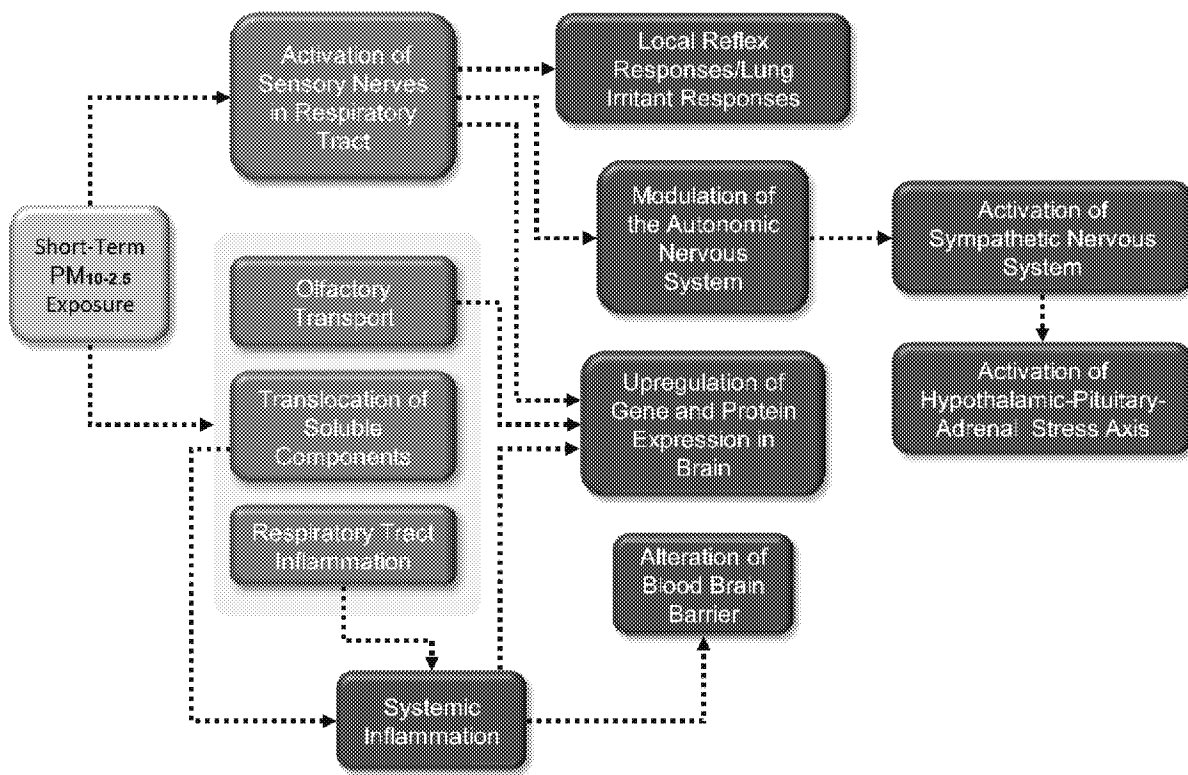 Activation of
Sensory Nerves
in Respiratory
Tract
Local Reflex
Responses/Lung
Irritant Responses
Modulation of
the Autonomic
Nervous
System
Activation of
Sympathetic Nervous
System
Short-Term
PM10-2.5
Exposure
Olfactory
Transport
Translocation of
Soluble
Components
Respiratory Tract
Inflammation
Upregulation of
Gene and Protein
Expression in
Brain
Activation of
Hypothalamic-Pituitary-
Adrenal Stress Axis
Alteration of
Blood Brain
Barrier
Systemic
Inflammation